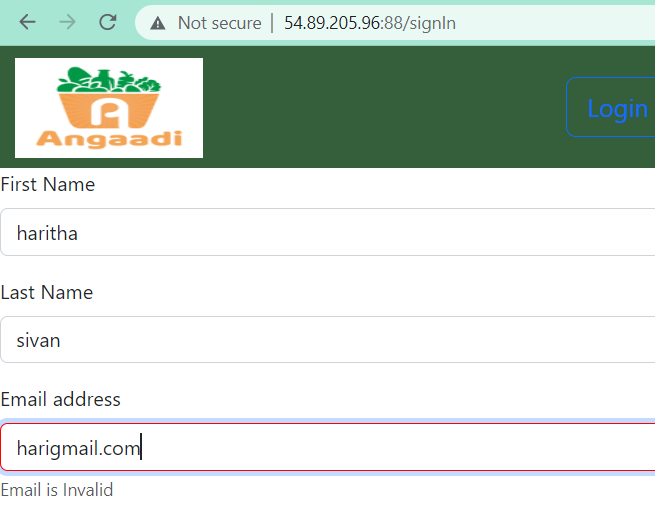 Not secure | 54.89.205.96:88/signIn
Angaadi
Login
First Name
haritha
Last Name
sivan
Email address
harigmail.com
Email is Invalid